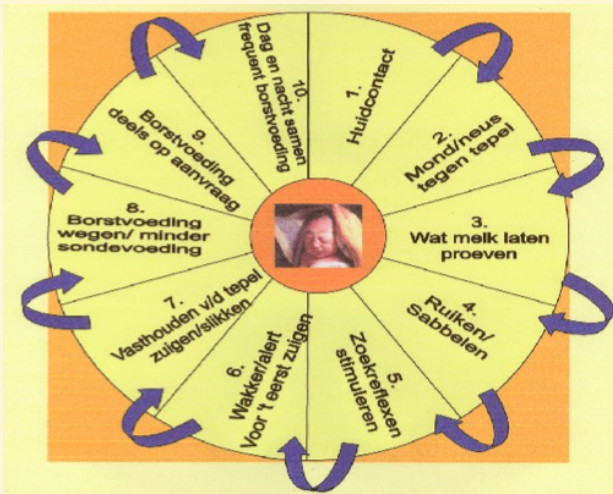 1.
Huidcontact
2.
Mond/neus
tegen tepel
3.
Wat melk laten
proeven
4.
Ruiken/
Sabbelen
5.
Zoekreflexen
stimuleren
6.
Wakker/alert
Voor 't eerst zuigen
7.
Vasthouden v/d tepel
zuigen/slikken
8.
Borstvoeding
wegen/ minder
sondevoeding
9.
Borstvoeding
deels op aanvraag
10.
Dag en nacht samen
frequent borstvoeding